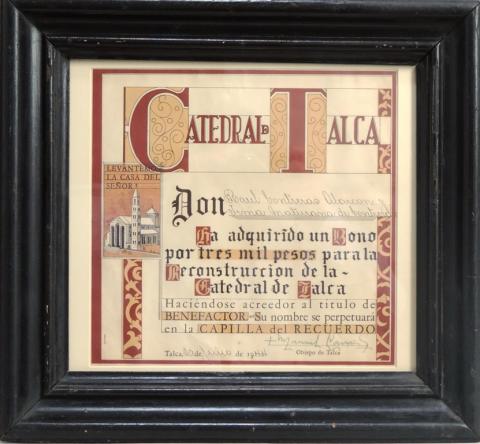 CATEDRAL DE TALCA
LEVANTEMOS
LA CASA DEL
SEÑOR!
Don
Ha adquirido un Bono
por tres mil pesos para la
Reconstruccion de la-
Catedral de Talca
Haciéndose acreedor al titulo de
BENEFACTOR.-Su nombre se perpetuará
en la CAPILLA del RECUERDO
Talca de de
Obispo de Talca